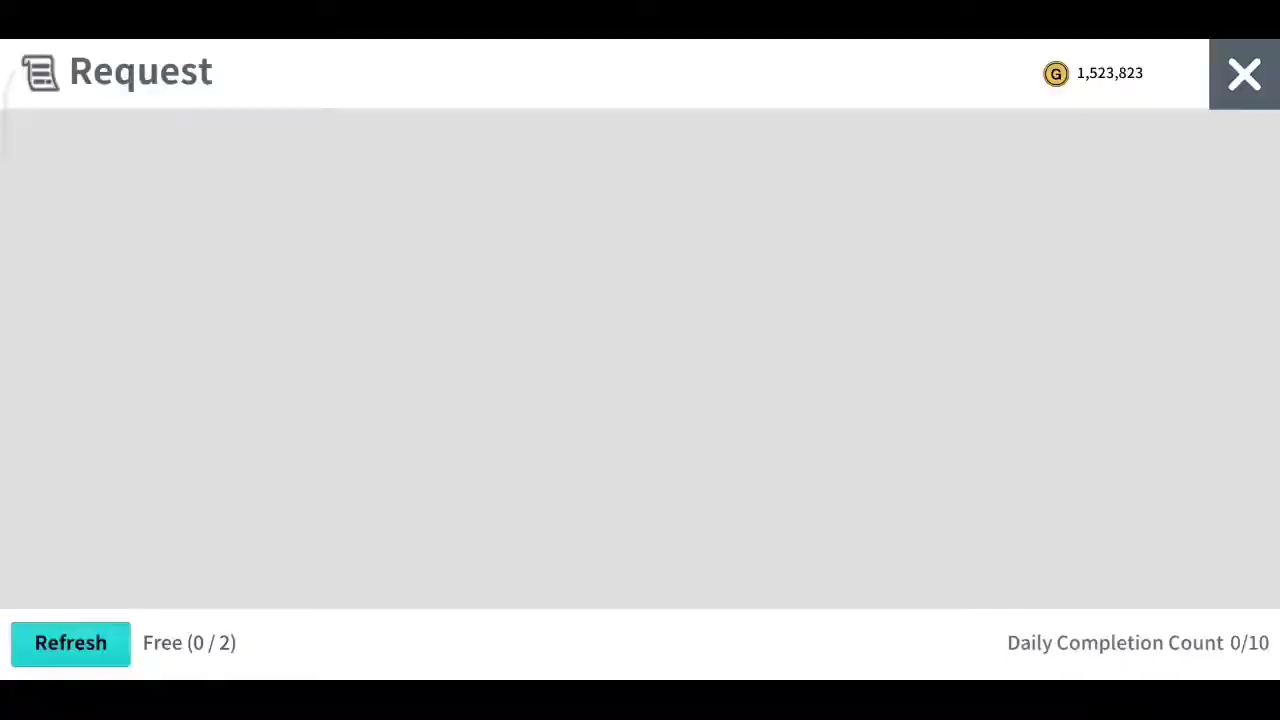 Request
G 1,523,823
Refresh Free (0 / 2)
Daily Completion Count 0/10